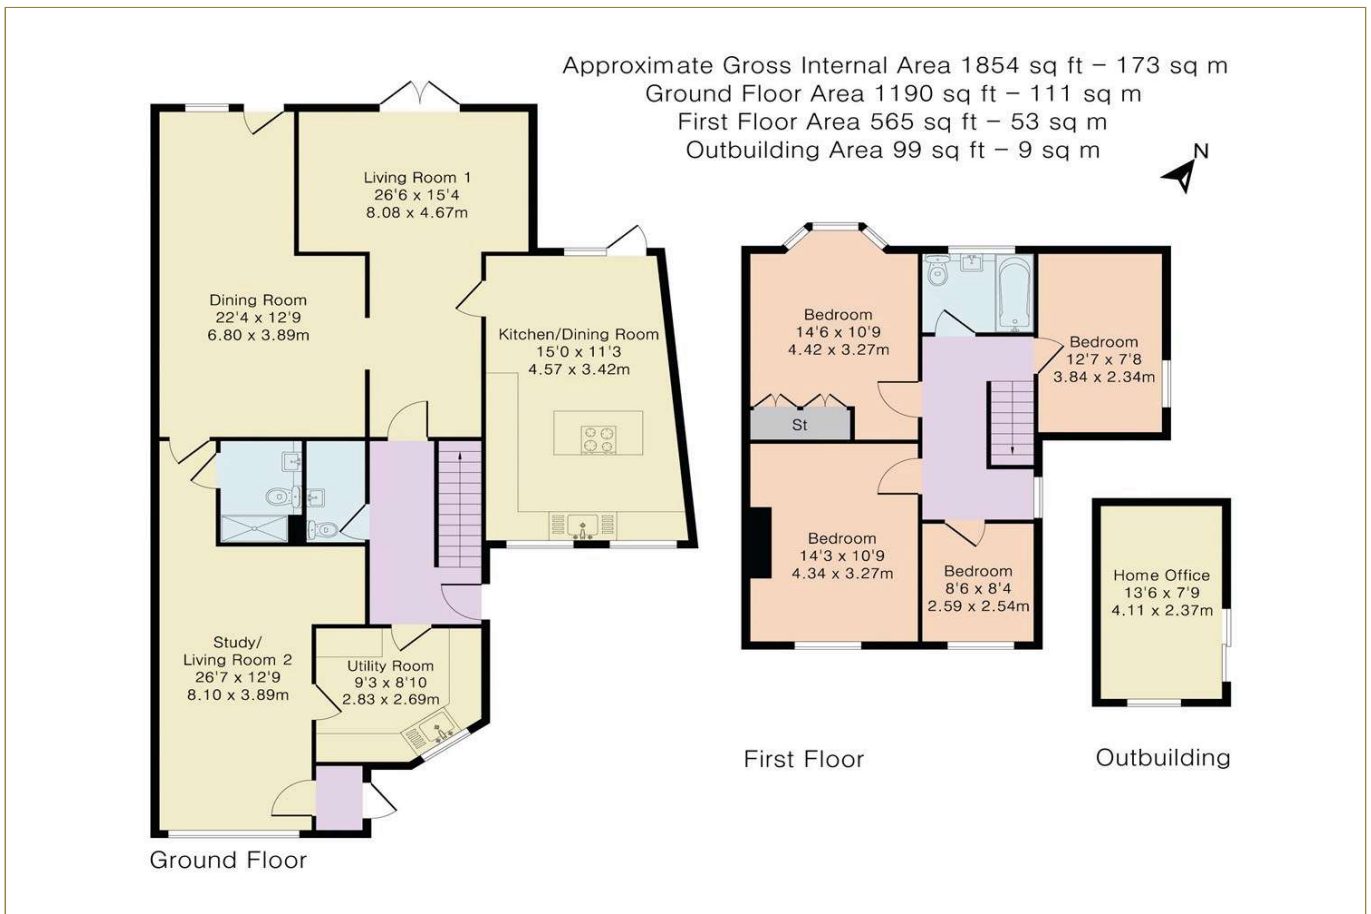 Approximate Gross Internal Area 1854 sq ft – 173 sq m
Ground Floor Area 1190 sq ft – 111 sq m
First Floor Area 565 sq ft – 53 sq m
Outbuilding Area 99 sq ft – 9 sq m
N
Living Room 1
26'6 x 15'4
8.08 x 4.67m
Dining Room
22'4 x 12'9
6.80 x 3.89m
Kitchen/Dining Room
15'0 x 11'3
4.57 x 3.42m
Study/
Living Room 2
26'7 x 12'9
8.10 x 3.89m
Utility Room
9'3 x 8'10
2.83 x 2.69m
Ground Floor
Bedroom
14'6 x 10'9
4.42 x 3.27m
St
Bedroom
12'7 x 7'8
3.84 x 2.34m
Bedroom
14'3 x 10'9
4.34 x 3.27m
Bedroom
8'6 x 8'4
2.59 x 2.54m
First Floor
Home Office
13'6 x 7'9
4.11 x 2.37m
Outbuilding